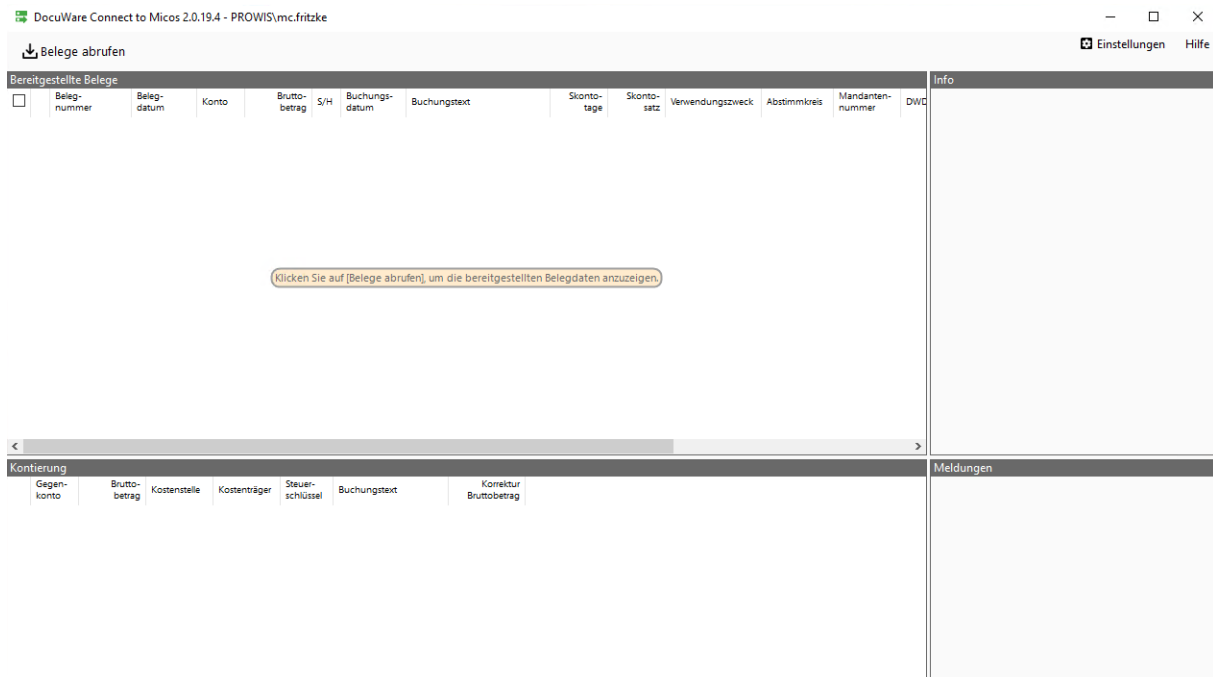 DocuWare Connect to Micos 2.0.19.4 - PROWIS\mc.fritzke
Belege abrufen
Einstellungen Hilfe
Bereitgestellte Belege
Beleg-nummer Beleg-datum Konto Brutto-betrag S/H Buchungs-datum Buchungstext Skonto-tage Skonto-satz Verwendungszweck Abstimmkreis Mandanten-nummer DWD
Info
Klicken Sie auf [Belege abrufen], um die bereitgestellten Belegdaten anzuzeigen.
Kontierung
Gegen-konto Brutto-betrag Kostenstelle Kostenträger Steuer-schlüssel Buchungstext Korrektur Bruttobetrag
Meldungen